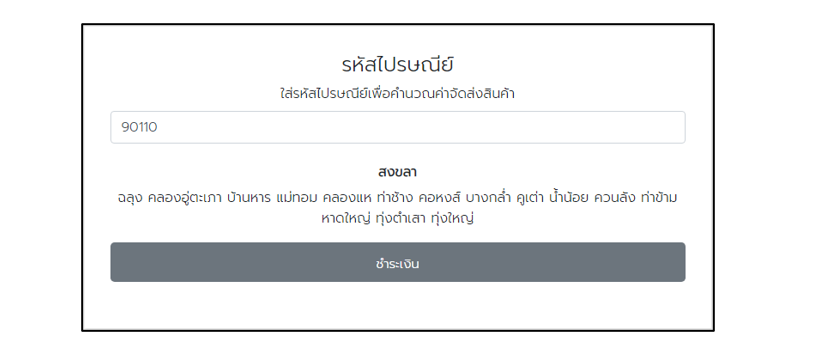 รหัสไปรษณีย์
ใส่รหัสไปรษณีย์เพื่อคำนวณค่าจัดส่งสินค้า
90110
สงขลา
ฉลุง คลองอู่ตะเภา บ้านหาร แม่ทอม คลองแห ท่าช้าง คอหงส์ บางกล่ำ คูเต่า น้ำน้อย ควนลัง ท่าข้าม
หาดใหญ่ ทุ่งตำเสา ทุ่งใหญ่
ชำระเงิน